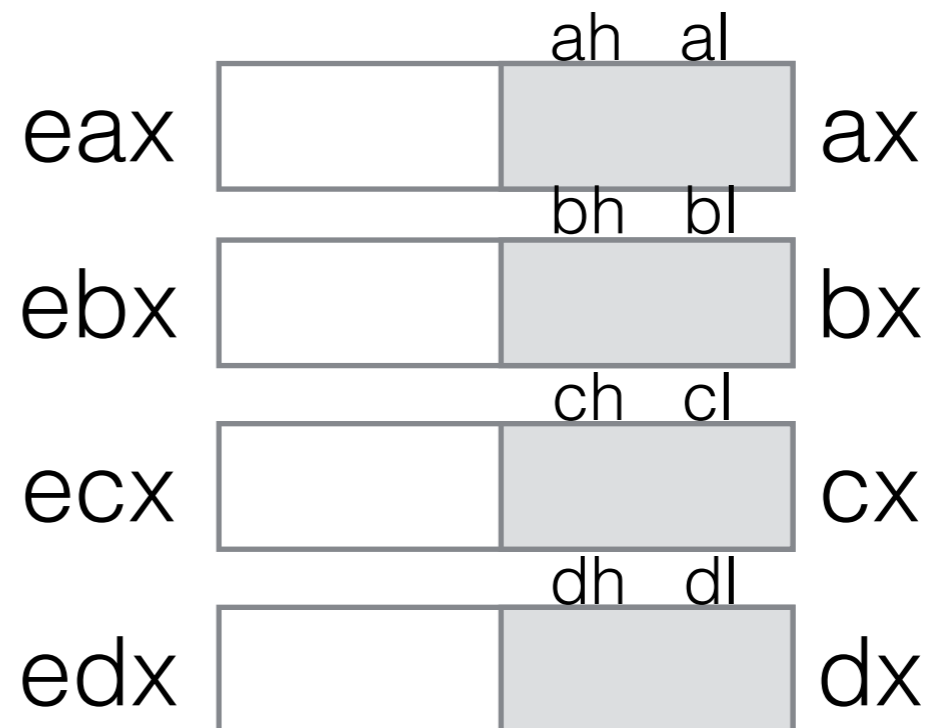 ah al
eax ax
bh bl
ebx bx
ch cl
ecx cx
dh dl
edx dx